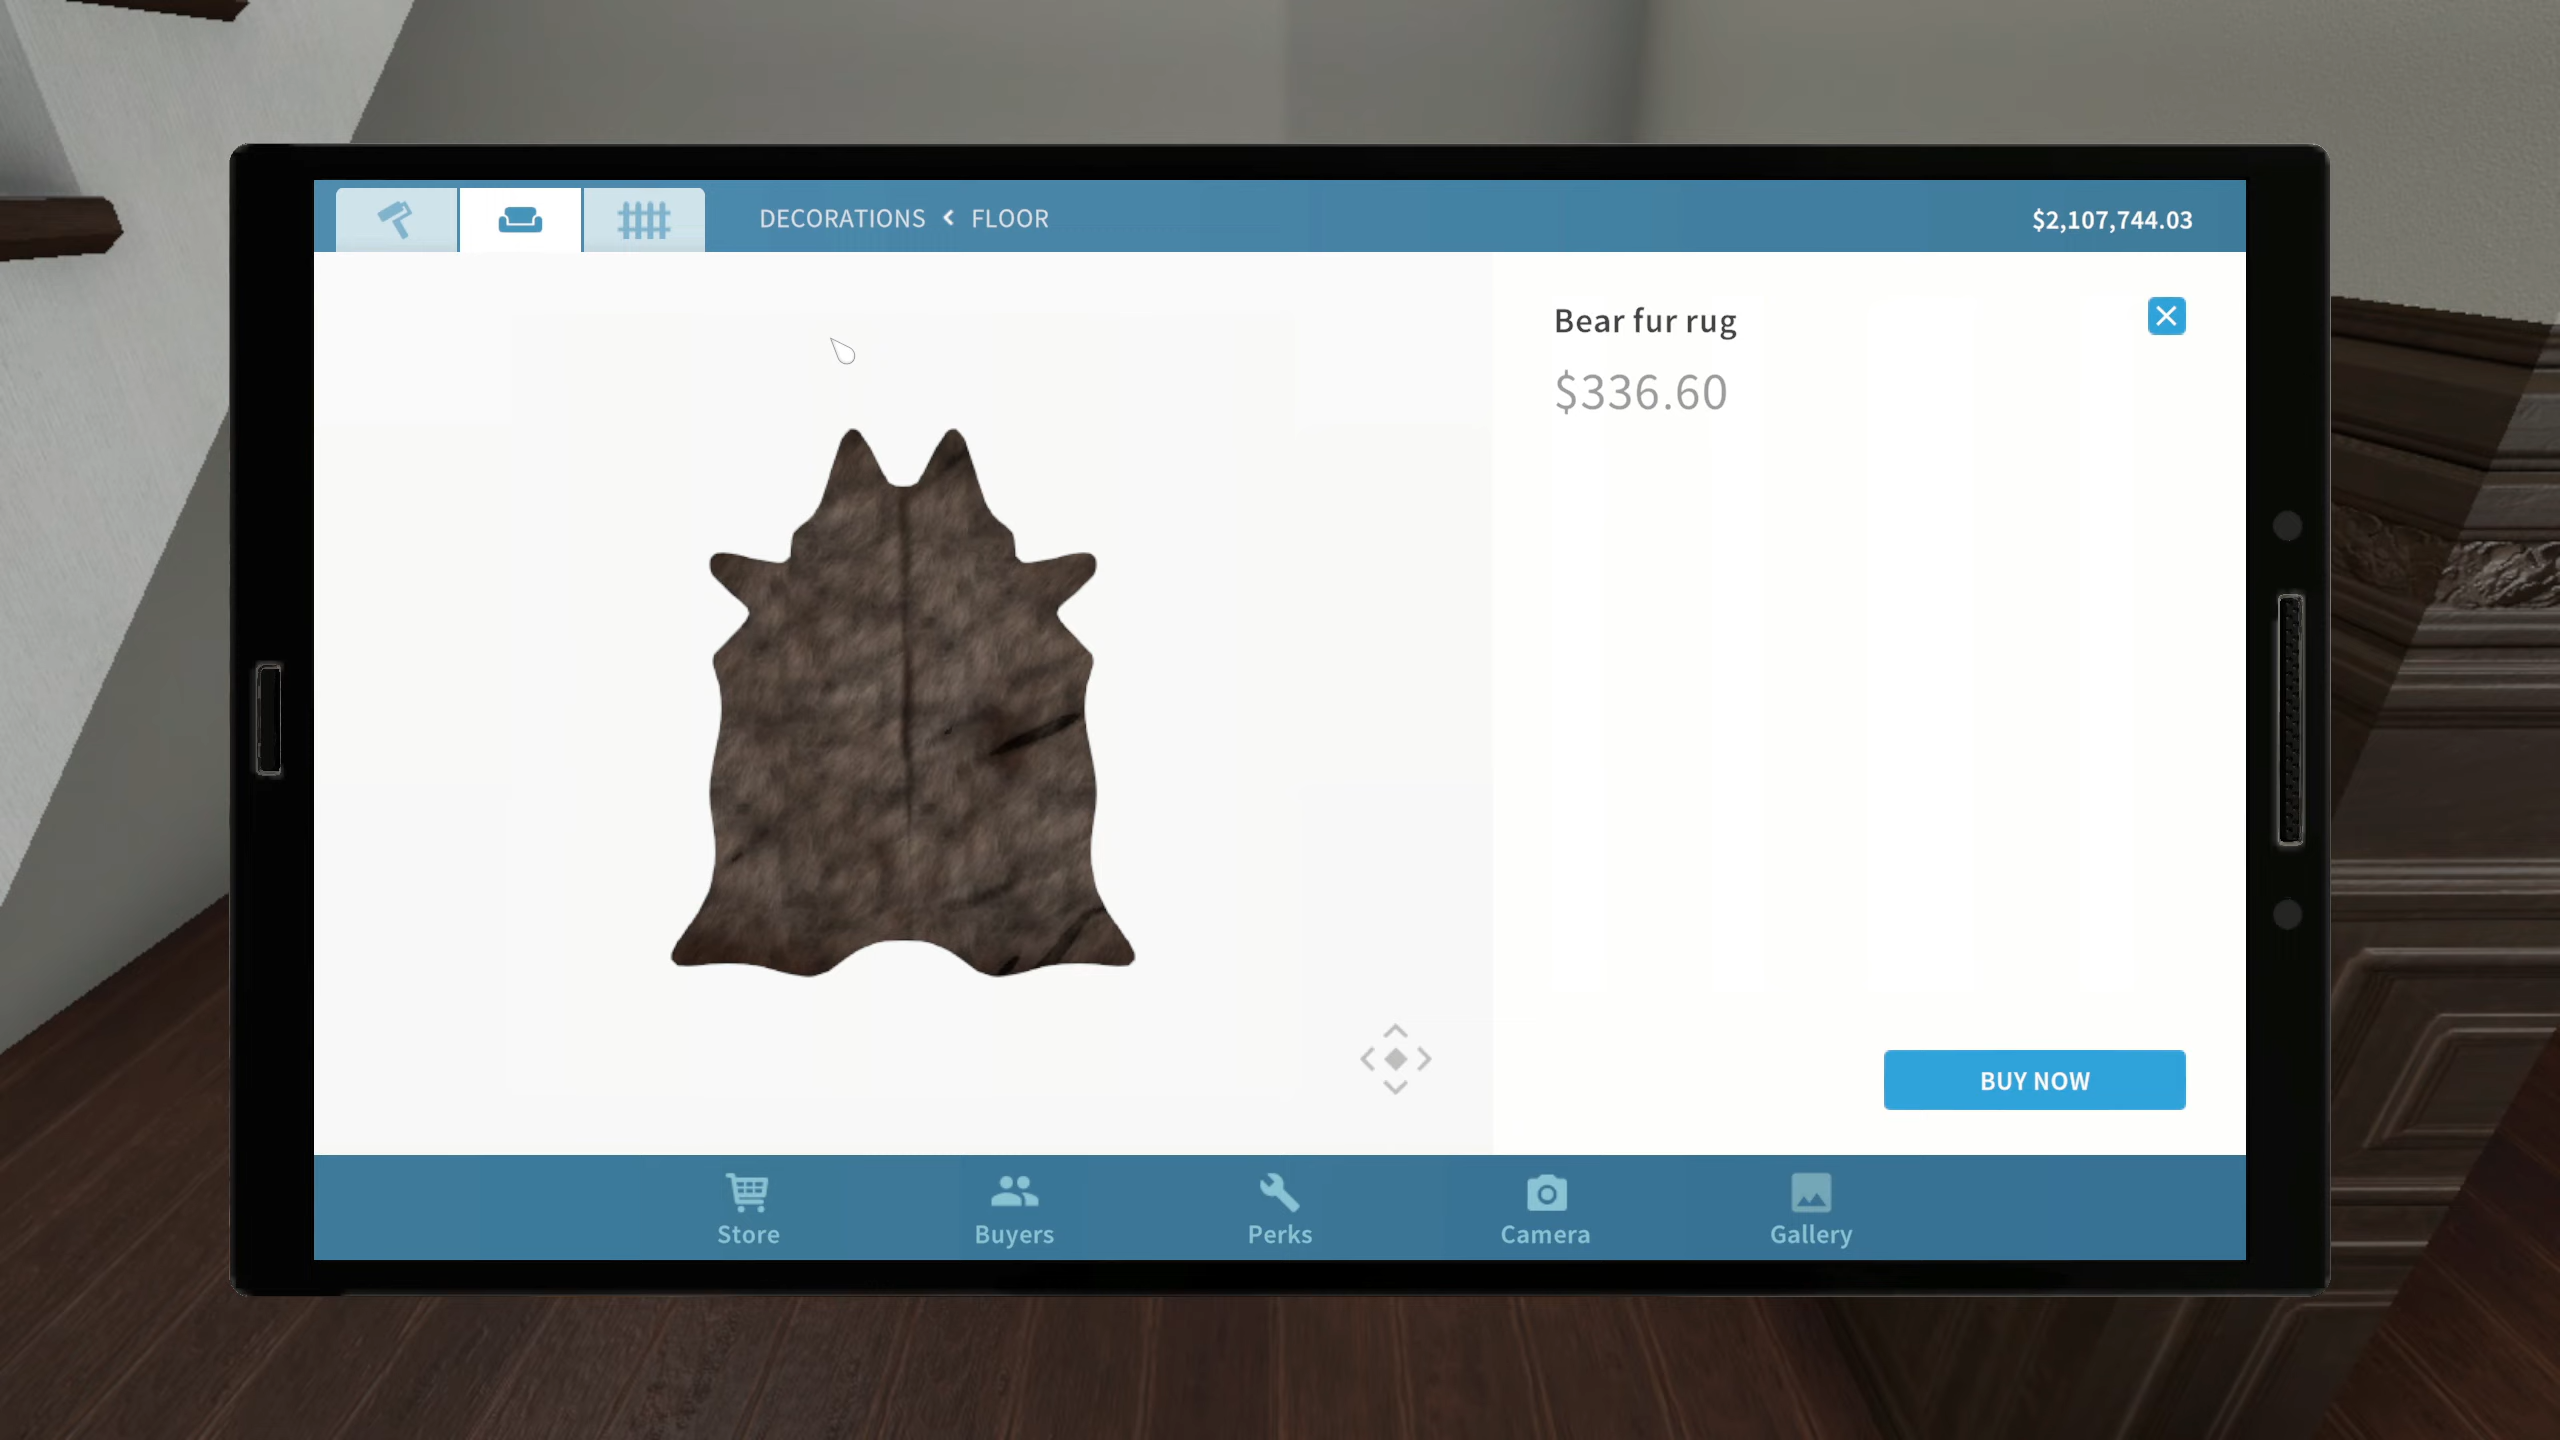 DECORATIONS < FLOOR
$2,107,744.03
Bear fur rug
$336.60
BUY NOW
Store
Buyers
Perks
Camera
Gallery